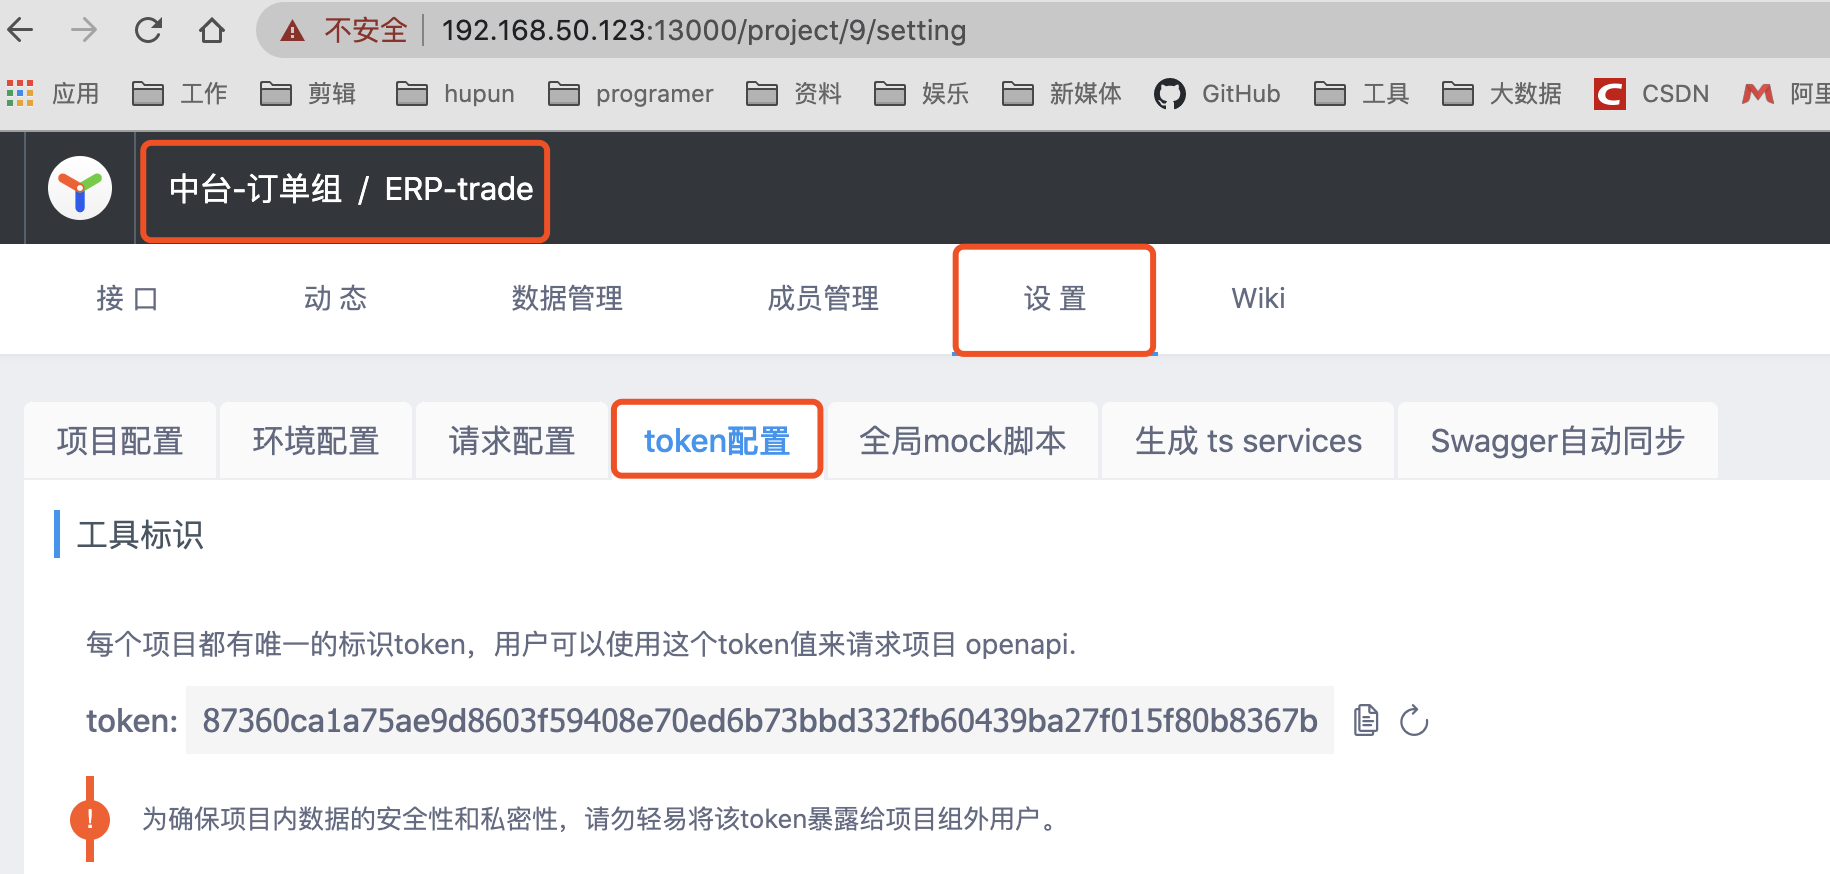 不安全 192.168.50.123:13000/project/9/setting
应用 工作 剪辑 hupun programer 资料 娱乐 新媒体 GitHub 工具 大数据 CSDN 阿里
中台-订单组 / ERP-trade
接 口 动 态 数据管理 成员管理 设 置 Wiki
项目配置 环境配置 请求配置 token配置 全局mock脚本 生成 ts services Swagger自动同步
工具标识
每个项目都有唯一的标识token，用户可以使用这个token值来请求项目 openapi.
token: 87360ca1a75ae9d8603f59408e70ed6b73bbd332fb60439ba27f015f80b8367b
为确保项目内数据的安全性和私密性，请勿轻易将该token暴露给项目组外用户。